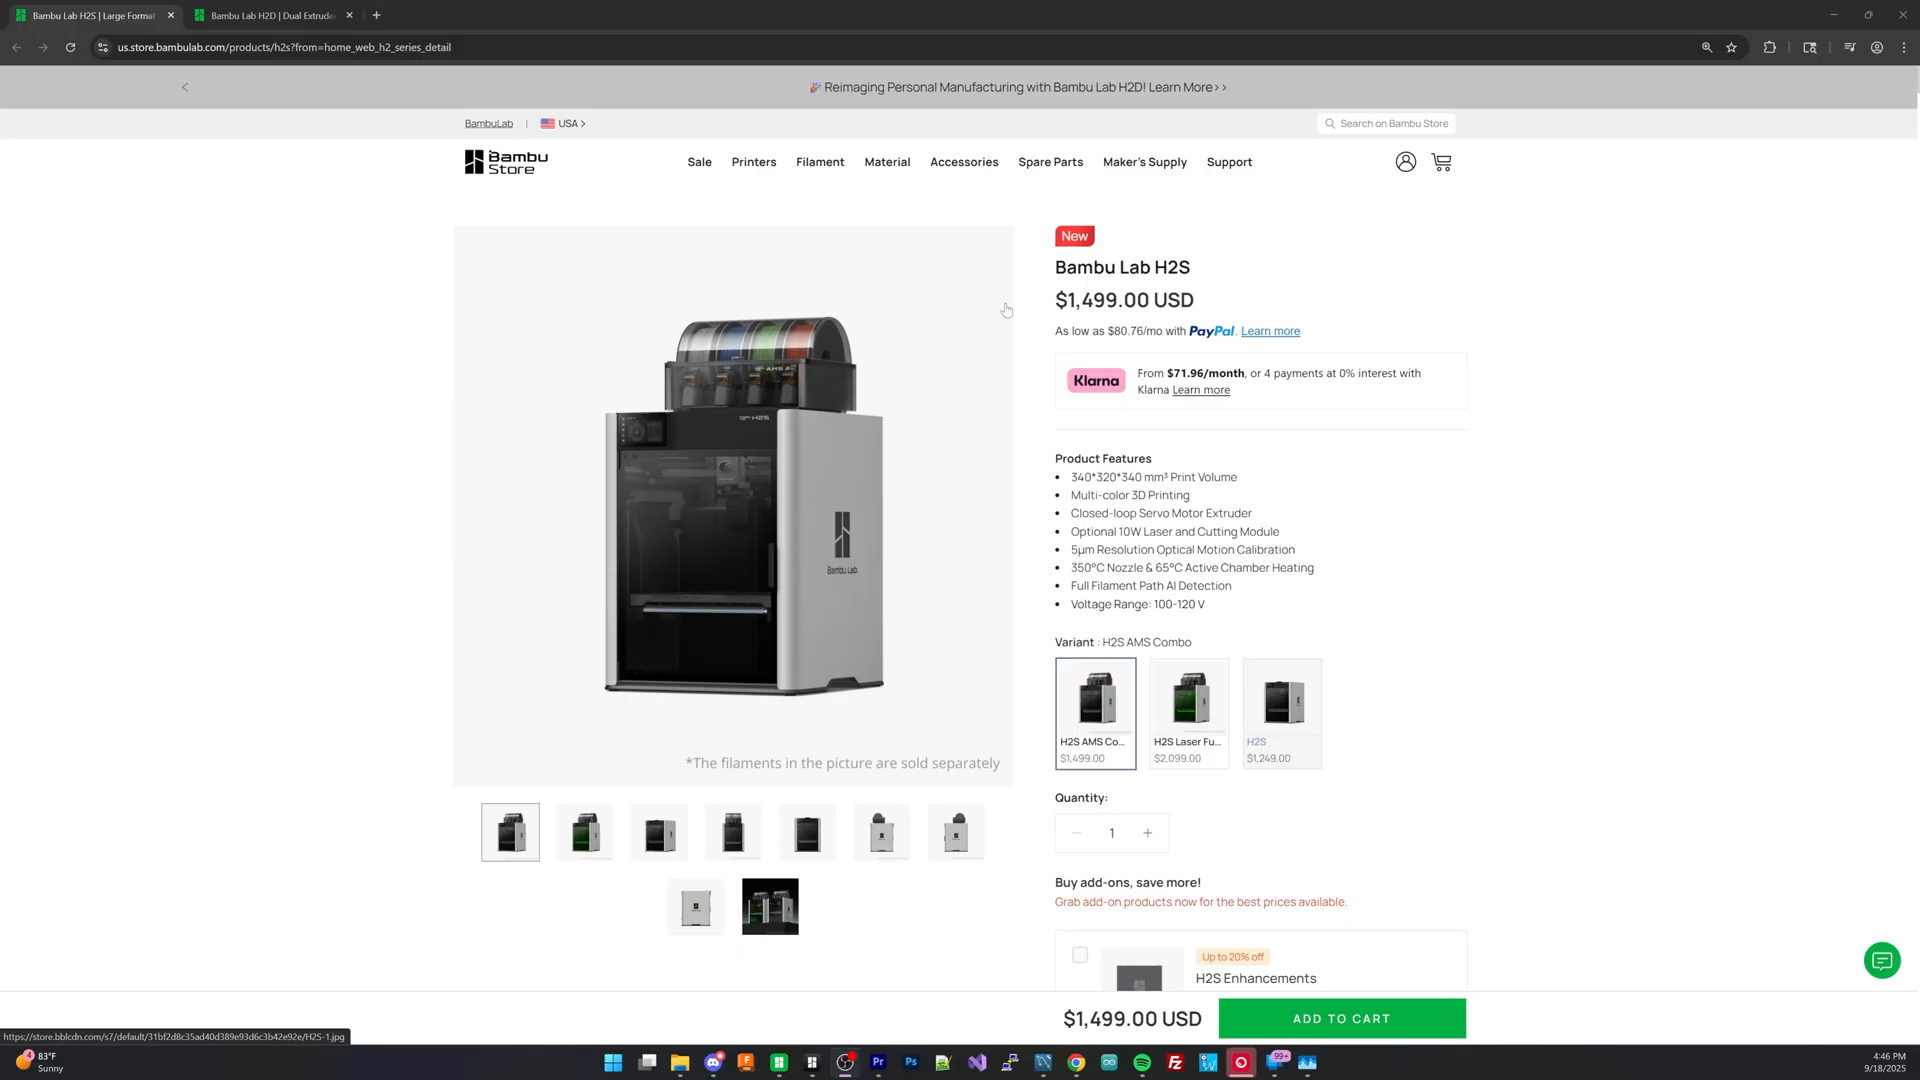 Bambu Lab H2S | Large Format
Bambu Lab H2D | Dual Extruder
us.store.bambulab.com/products/h2s?from=home_web_h2_series_detail
🎉 Reimaging Personal Manufacturing with Bambu Lab H2D! Learn More>>
BambuLab | USA >
Search on Bambu Store
Bambu
Store
Sale Printers Filament Material Accessories Spare Parts Maker's Supply Support
New
Bambu Lab H2S
$1,499.00 USD
As low as $80.76/mo with PayPal. Learn more
Klarna
From $71.96/month, or 4 payments at 0% interest with
Klarna Learn more
Product Features
• 340*320*340 mm³ Print Volume
• Multi-color 3D Printing
• Closed-loop Servo Motor Extruder
• Optional 10W Laser and Cutting Module
• 5μm Resolution Optical Motion Calibration
• 350°C Nozzle & 65°C Active Chamber Heating
• Full Filament Path AI Detection
• Voltage Range: 100-120 V
AMS
H2S
Bambu Lab
*The filaments in the picture are sold separately
Variant : H2S AMS Combo
H2S AMS Co...
$1,499.00
H2S Laser Fu...
$2,099.00
H2S
$1,249.00
Quantity:
− 1 +
Buy add-ons, save more!
Grab add-on products now for the best prices available.
Up to 20% off
H2S Enhancements
$1,499.00 USD
ADD TO CART
https://store.bblcdn.com/s7/default/31bf2d8c35ad40d389e93d6c3b42e92e/H2S-1.jpg
4
83°F
Sunny
Pr
Ps
99+
4:46 PM
9/18/2025